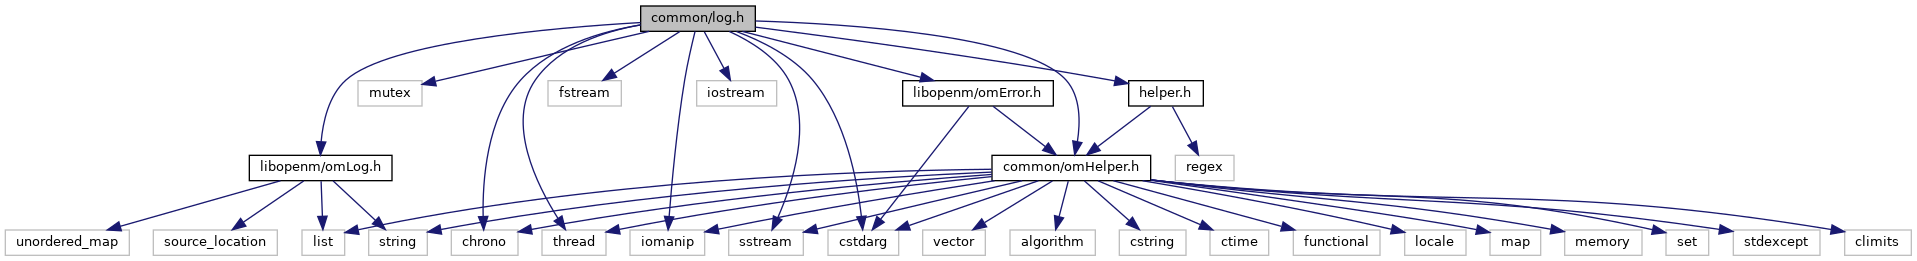 common/log.h
mutex
fstream
iostream
libopenm/omError.h
helper.h
libopenm/omLog.h
common/omHelper.h
regex
unordered_map
source_location
list
string
chrono
thread
iomanip
sstream
cstdarg
vector
algorithm
cstring
ctime
functional
locale
map
memory
set
stdexcept
climits